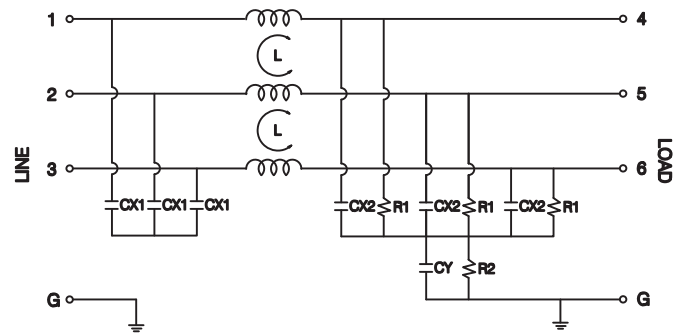 1
4
L
2
5
L
3
6
LINE
LOAD
CX1 CX1 CX1
CX2 R1 CX2 R1 CX2 R1
CY R2
G
G